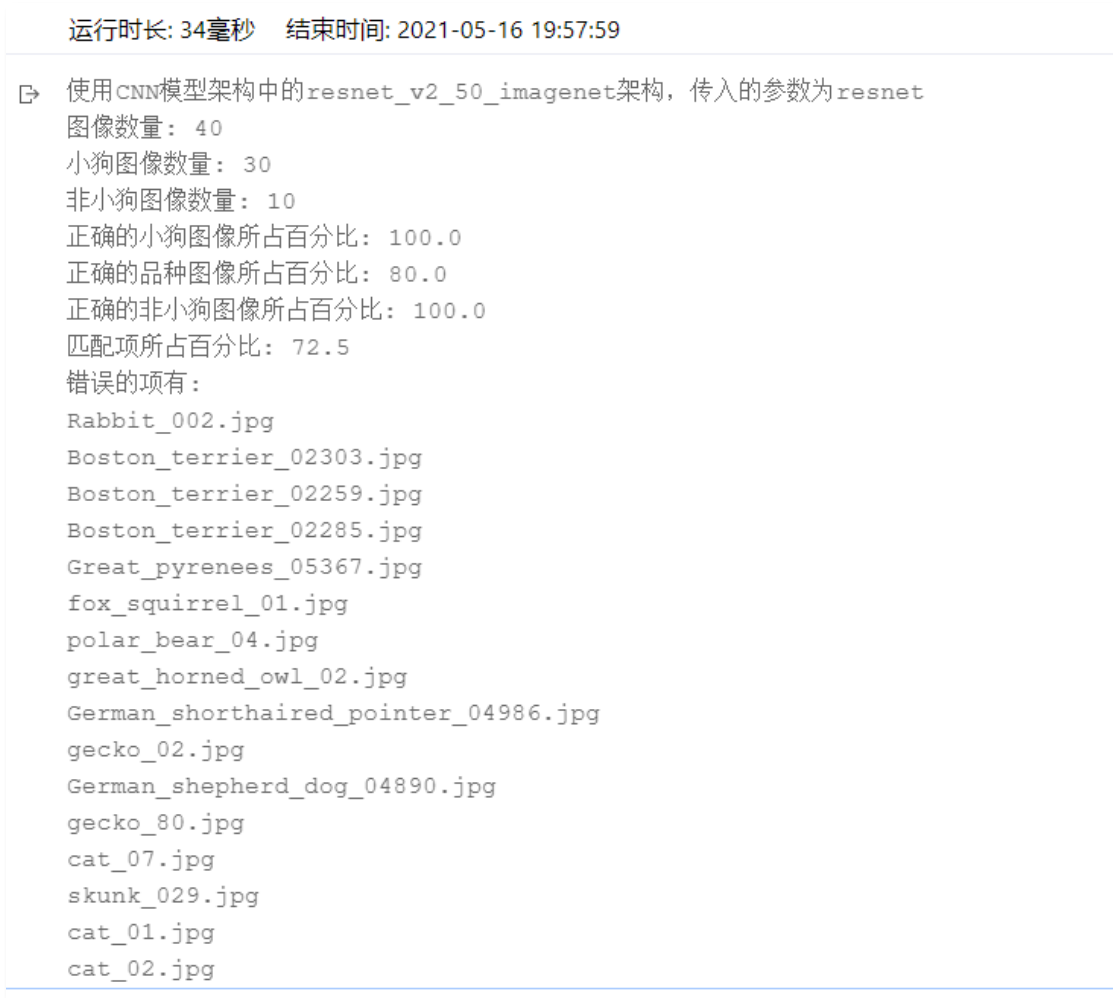 运行时长: 34毫秒 结束时间: 2021-05-16 19:57:59
使用CNN模型架构中的resnet_v2_50_imagenet架构，传入的参数为resnet
图像数量: 40
小狗图像数量: 30
非小狗图像数量: 10
正确的小狗图像所占百分比: 100.0
正确的品种图像所占百分比: 80.0
正确的非小狗图像所占百分比: 100.0
匹配项所占百分比: 72.5
错误的项有:
Rabbit_002.jpg
Boston_terrier_02303.jpg
Boston_terrier_02259.jpg
Boston_terrier_02285.jpg
Great_pyrenees_05367.jpg
fox_squirrel_01.jpg
polar_bear_04.jpg
great_horned_owl_02.jpg
German_shorthaired_pointer_04986.jpg
gecko_02.jpg
German_shepherd_dog_04890.jpg
gecko_80.jpg
cat_07.jpg
skunk_029.jpg
cat_01.jpg
cat_02.jpg